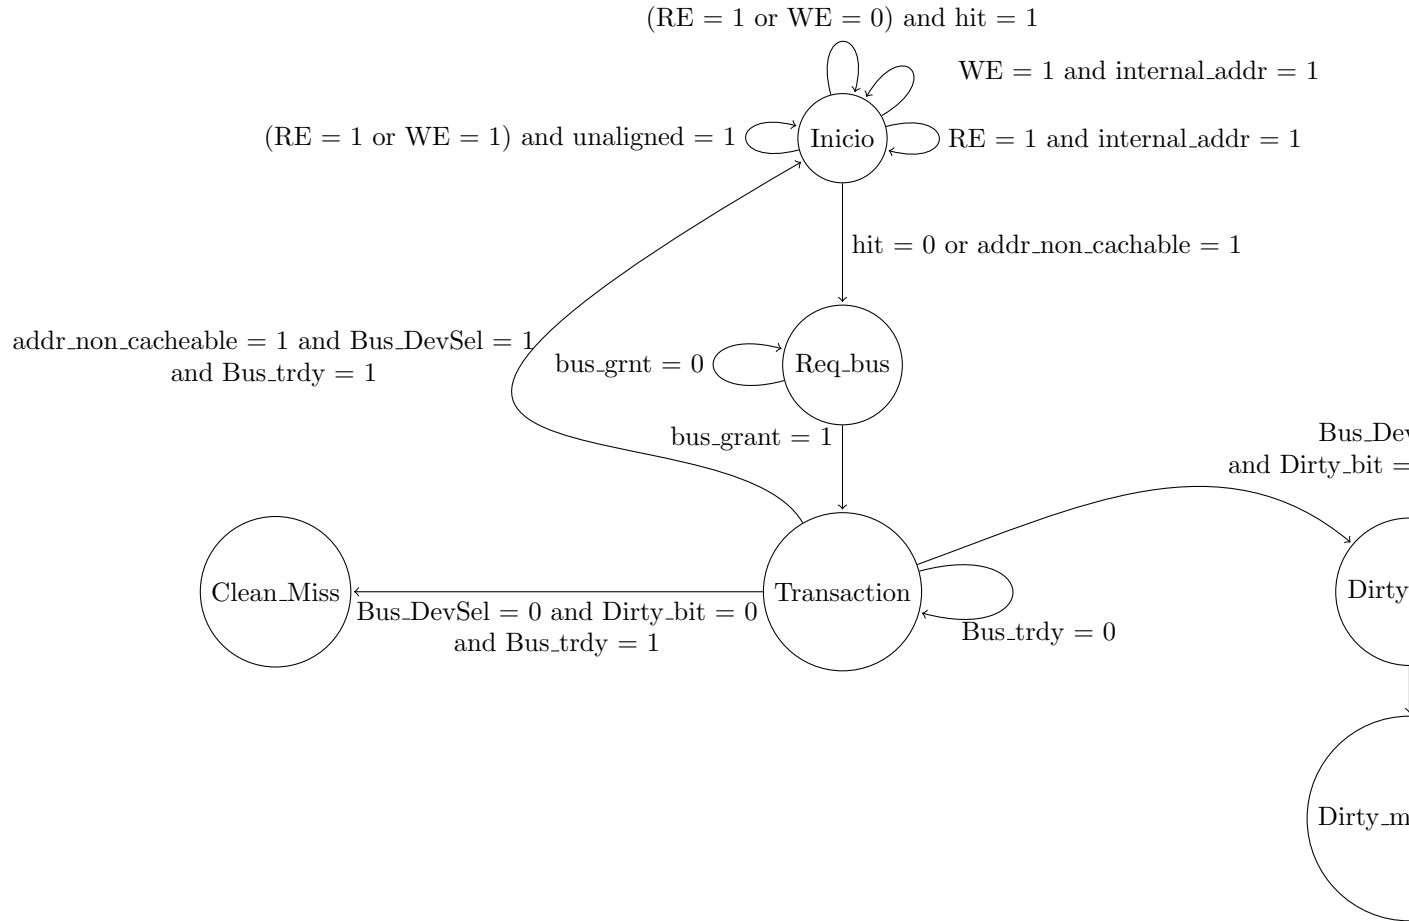 (RE = 1 or WE = 0) and hit = 1
WE = 1 and internal_addr = 1
(RE = 1 or WE = 1) and unaligned = 1
Inicio
RE = 1 and internal_addr = 1
hit = 0 or addr_non_cachable = 1
addr_non_cacheable = 1 and Bus_DevSel = 1
and Bus_trdy = 1
bus_grnt = 0
Req_bus
bus_grant = 1
Bus_Dev
and Dirty_bit =
Clean_Miss
Transaction
Dirty_
Bus_DevSel = 0 and Dirty_bit = 0
and Bus_trdy = 1
Bus_trdy = 0
Dirty_m